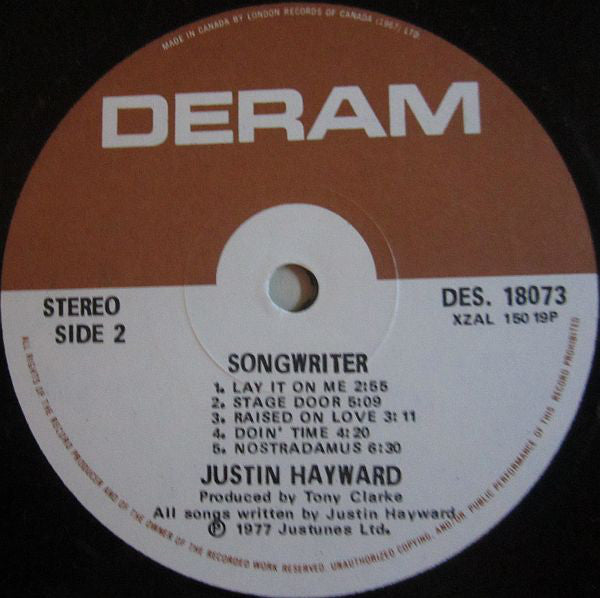 MADE IN CANADA BY LONDON RECORDS OF CANADA (1967) LTD
DERAM
STEREO
SIDE 2
DES. 18073
XZAL 15019P
SONGWRITER
1. LAY IT ON ME 2:55
2. STAGE DOOR 5:09
3. RAISED ON LOVE 3:11
4. DOIN' TIME 4:20
5. NOSTRADAMUS 6:30
JUSTIN HAYWARD
Produced by Tony Clarke
All songs written by Justin Hayward
℗ 1977 Justunes Ltd.
ALL RIGHTS OF THE RECORD PRODUCER AND OF THE OWNER OF THE RECORDED WORK RESERVED. UNAUTHORIZED COPYING, AND/OR PUBLIC PERFORMANCE OF THIS RECORD PROHIBITED